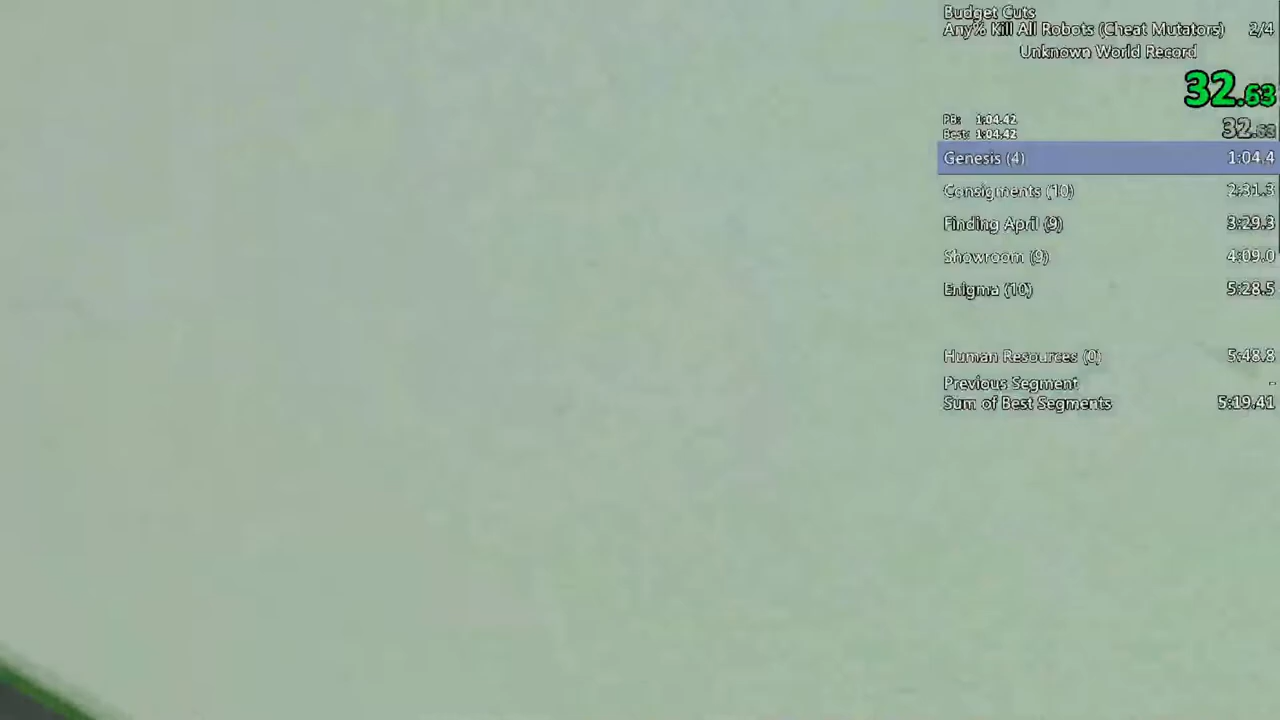 Budget Cuts
Any% Kill All Robots (Cheat Mutators) 2/4
Unknown World Record
32.63
PB: 1:04.42
Best: 1:04.42
Genesis (4) 1:04.4
Consignments (10) 2:31.3
Finding April (9) 3:29.3
Showroom (9) 4:09.0
Enigma (10) 5:28.5
Human Resources (0) 5:48.8
Previous Segment -
Sum of Best Segments 5:19.41